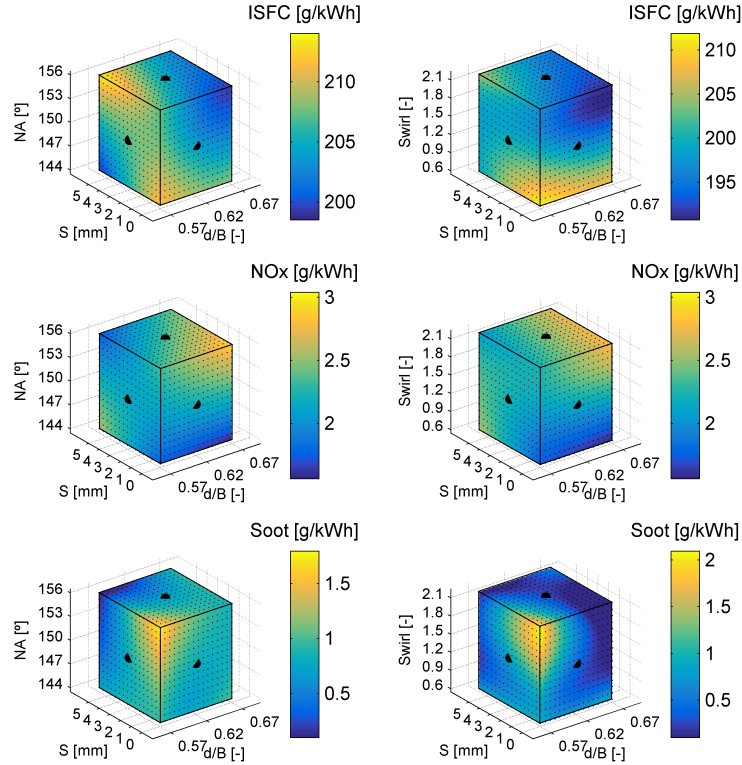 ISFC [g/kWh]
156
153
150
147
144
NA [º]
5 4 3 2 1 0
S [mm]
0.57 0.62 0.67
d/B [-]
210
205
200
ISFC [g/kWh]
2.1
1.8
1.5
1.2
0.9
0.6
Swirl [-]
5 4 3 2 1 0
S [mm]
0.57 0.62 0.67
d/B [-]
210
205
200
195
NOx [g/kWh]
156
153
150
147
144
NA [º]
5 4 3 2 1 0
S [mm]
0.57 0.62 0.67
d/B [-]
3
2.5
2
NOx [g/kWh]
2.1
1.8
1.5
1.2
0.9
0.6
Swirl [-]
5 4 3 2 1 0
S [mm]
0.57 0.62 0.67
d/B [-]
3
2.5
2
Soot [g/kWh]
156
153
150
147
144
NA [º]
5 4 3 2 1 0
S [mm]
0.57 0.62 0.67
d/B [-]
1.5
1
0.5
Soot [g/kWh]
2.1
1.8
1.5
1.2
0.9
0.6
Swirl [-]
5 4 3 2 1 0
S [mm]
0.57 0.62 0.67
d/B [-]
2
1.5
1
0.5